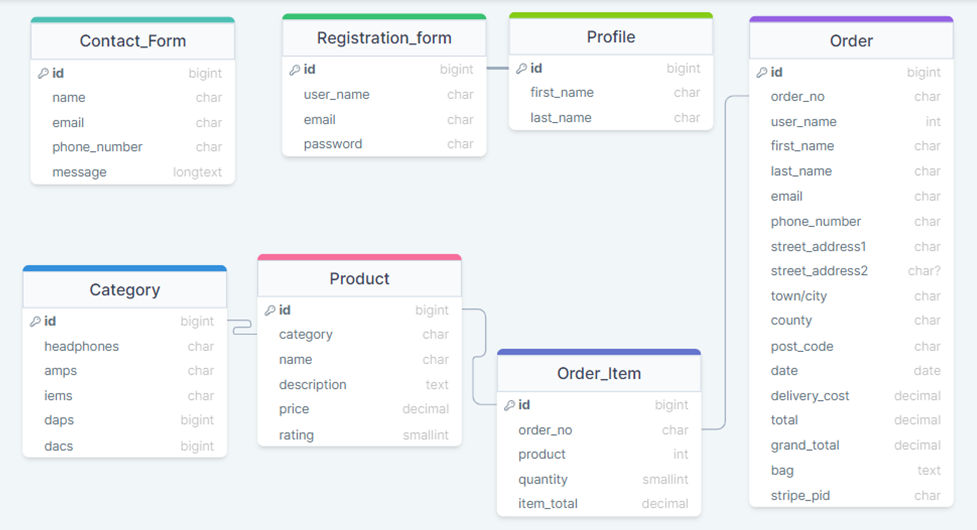 Contact_Form
id bigint
name char
email char
phone_number char
message longtext
Registration_form
id bigint
user_name char
email char
password char
Profile
id bigint
first_name char
last_name char
Order
id bigint
order_no char
user_name int
first_name char
last_name char
email char
phone_number char
street_address1 char
street_address2 char?
town/city char
county char
post_code char
date date
delivery_cost decimal
total decimal
grand_total decimal
bag text
stripe_pid char
Category
id bigint
headphones char
amps char
iems char
daps bigint
dacs bigint
Product
id bigint
category char
name char
description text
price decimal
rating smallint
Order_Item
id bigint
order_no char
product int
quantity smallint
item_total decimal